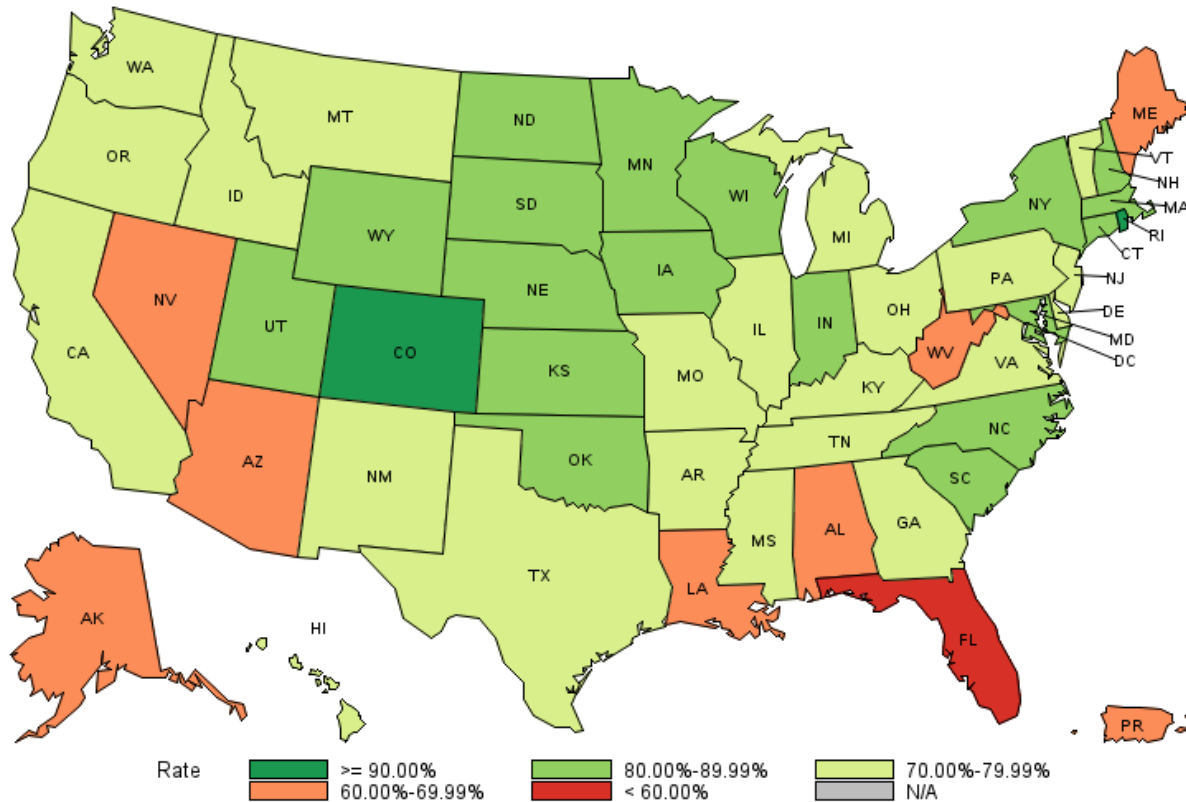 WA
MT
ND
MN
ME
VT
NH
OR
ID
SD
WI
NY
MA
WY
MI
RI
CT
IA
PA
NJ
NE
NV
UT
OH
DE
IL
IN
MD
CA
CO
WV
DC
KS
MO
VA
KY
NC
TN
AZ
OK
NM
AR
SC
GA
MS
AL
TX
LA
AK
HI
FL
PR
Rate >= 90.00% 80.00%-89.99% 70.00%-79.99%
60.00%-69.99% < 60.00% N/A